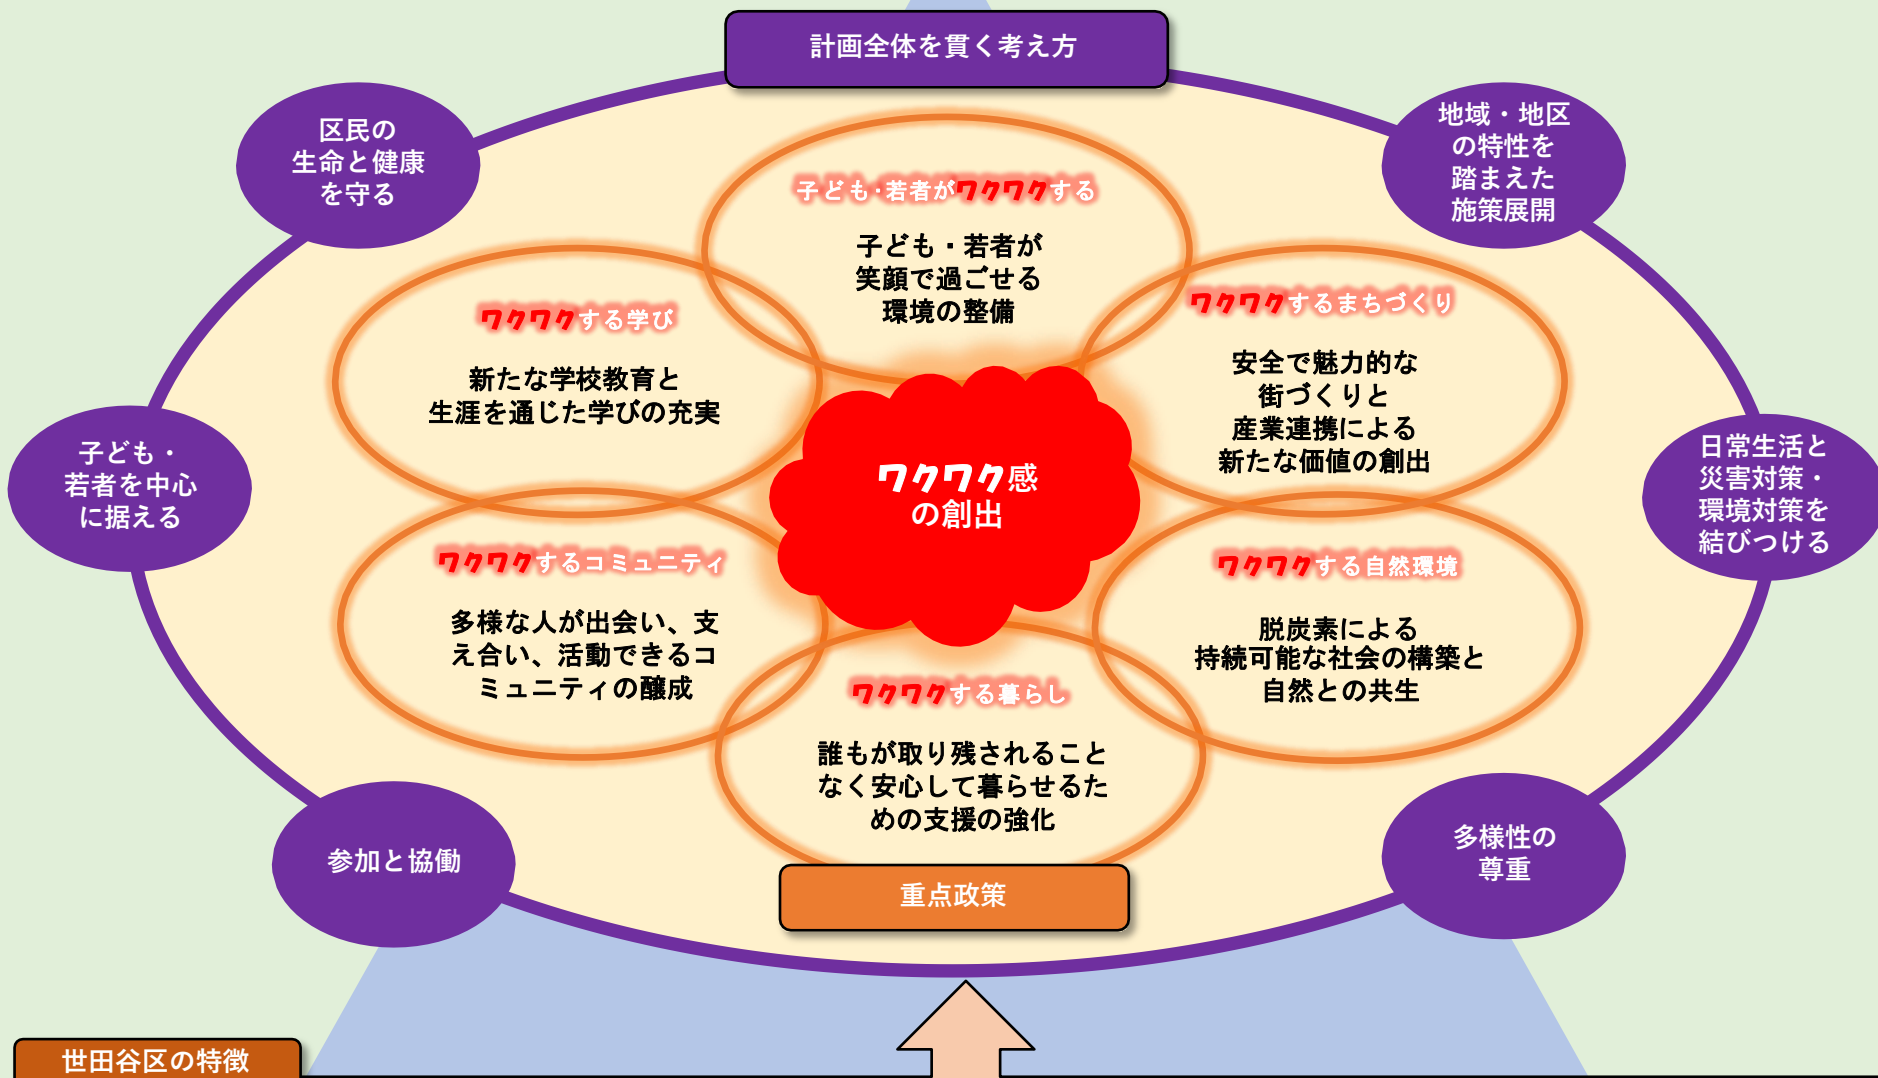 計画全体を貫く考え方
区民の
生命と健康
を守る
地域・地区
の特性を
踏まえた
施策展開
子ども・若者がワクワクする
子ども・若者が
笑顔で過ごせる
環境の整備
ワクワクする学び
新たな学校教育と
生涯を通じた学びの充実
ワクワクするまちづくり
安全で魅力的な
街づくりと
産業連携による
新たな価値の創出
子ども・
若者を中心
に据える
ワクワク感
の創出
日常生活と
災害対策・
環境対策を
結びつける
ワクワクするコミュニティ
多様な人が出会い、支
え合い、活動できるコ
ミュニティの醸成
ワクワクする自然環境
脱炭素による
持続可能な社会の構築と
自然との共生
ワクワクする暮らし
誰もが取り残されること
なく安心して暮らせるた
めの支援の強化
参加と協働
多様性の
尊重
重点政策
世田谷区の特徴